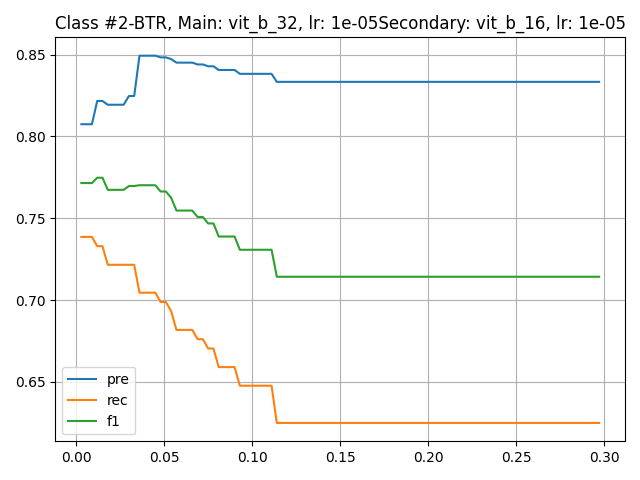 Class #2-BTR, Main: vit_b_32, lr: 1e-05Secondary: vit_b_16, lr: 1e-05
0.85
0.80
0.75
0.70
0.65
pre
rec
f1
0.00 0.05 0.10 0.15 0.20 0.25 0.30